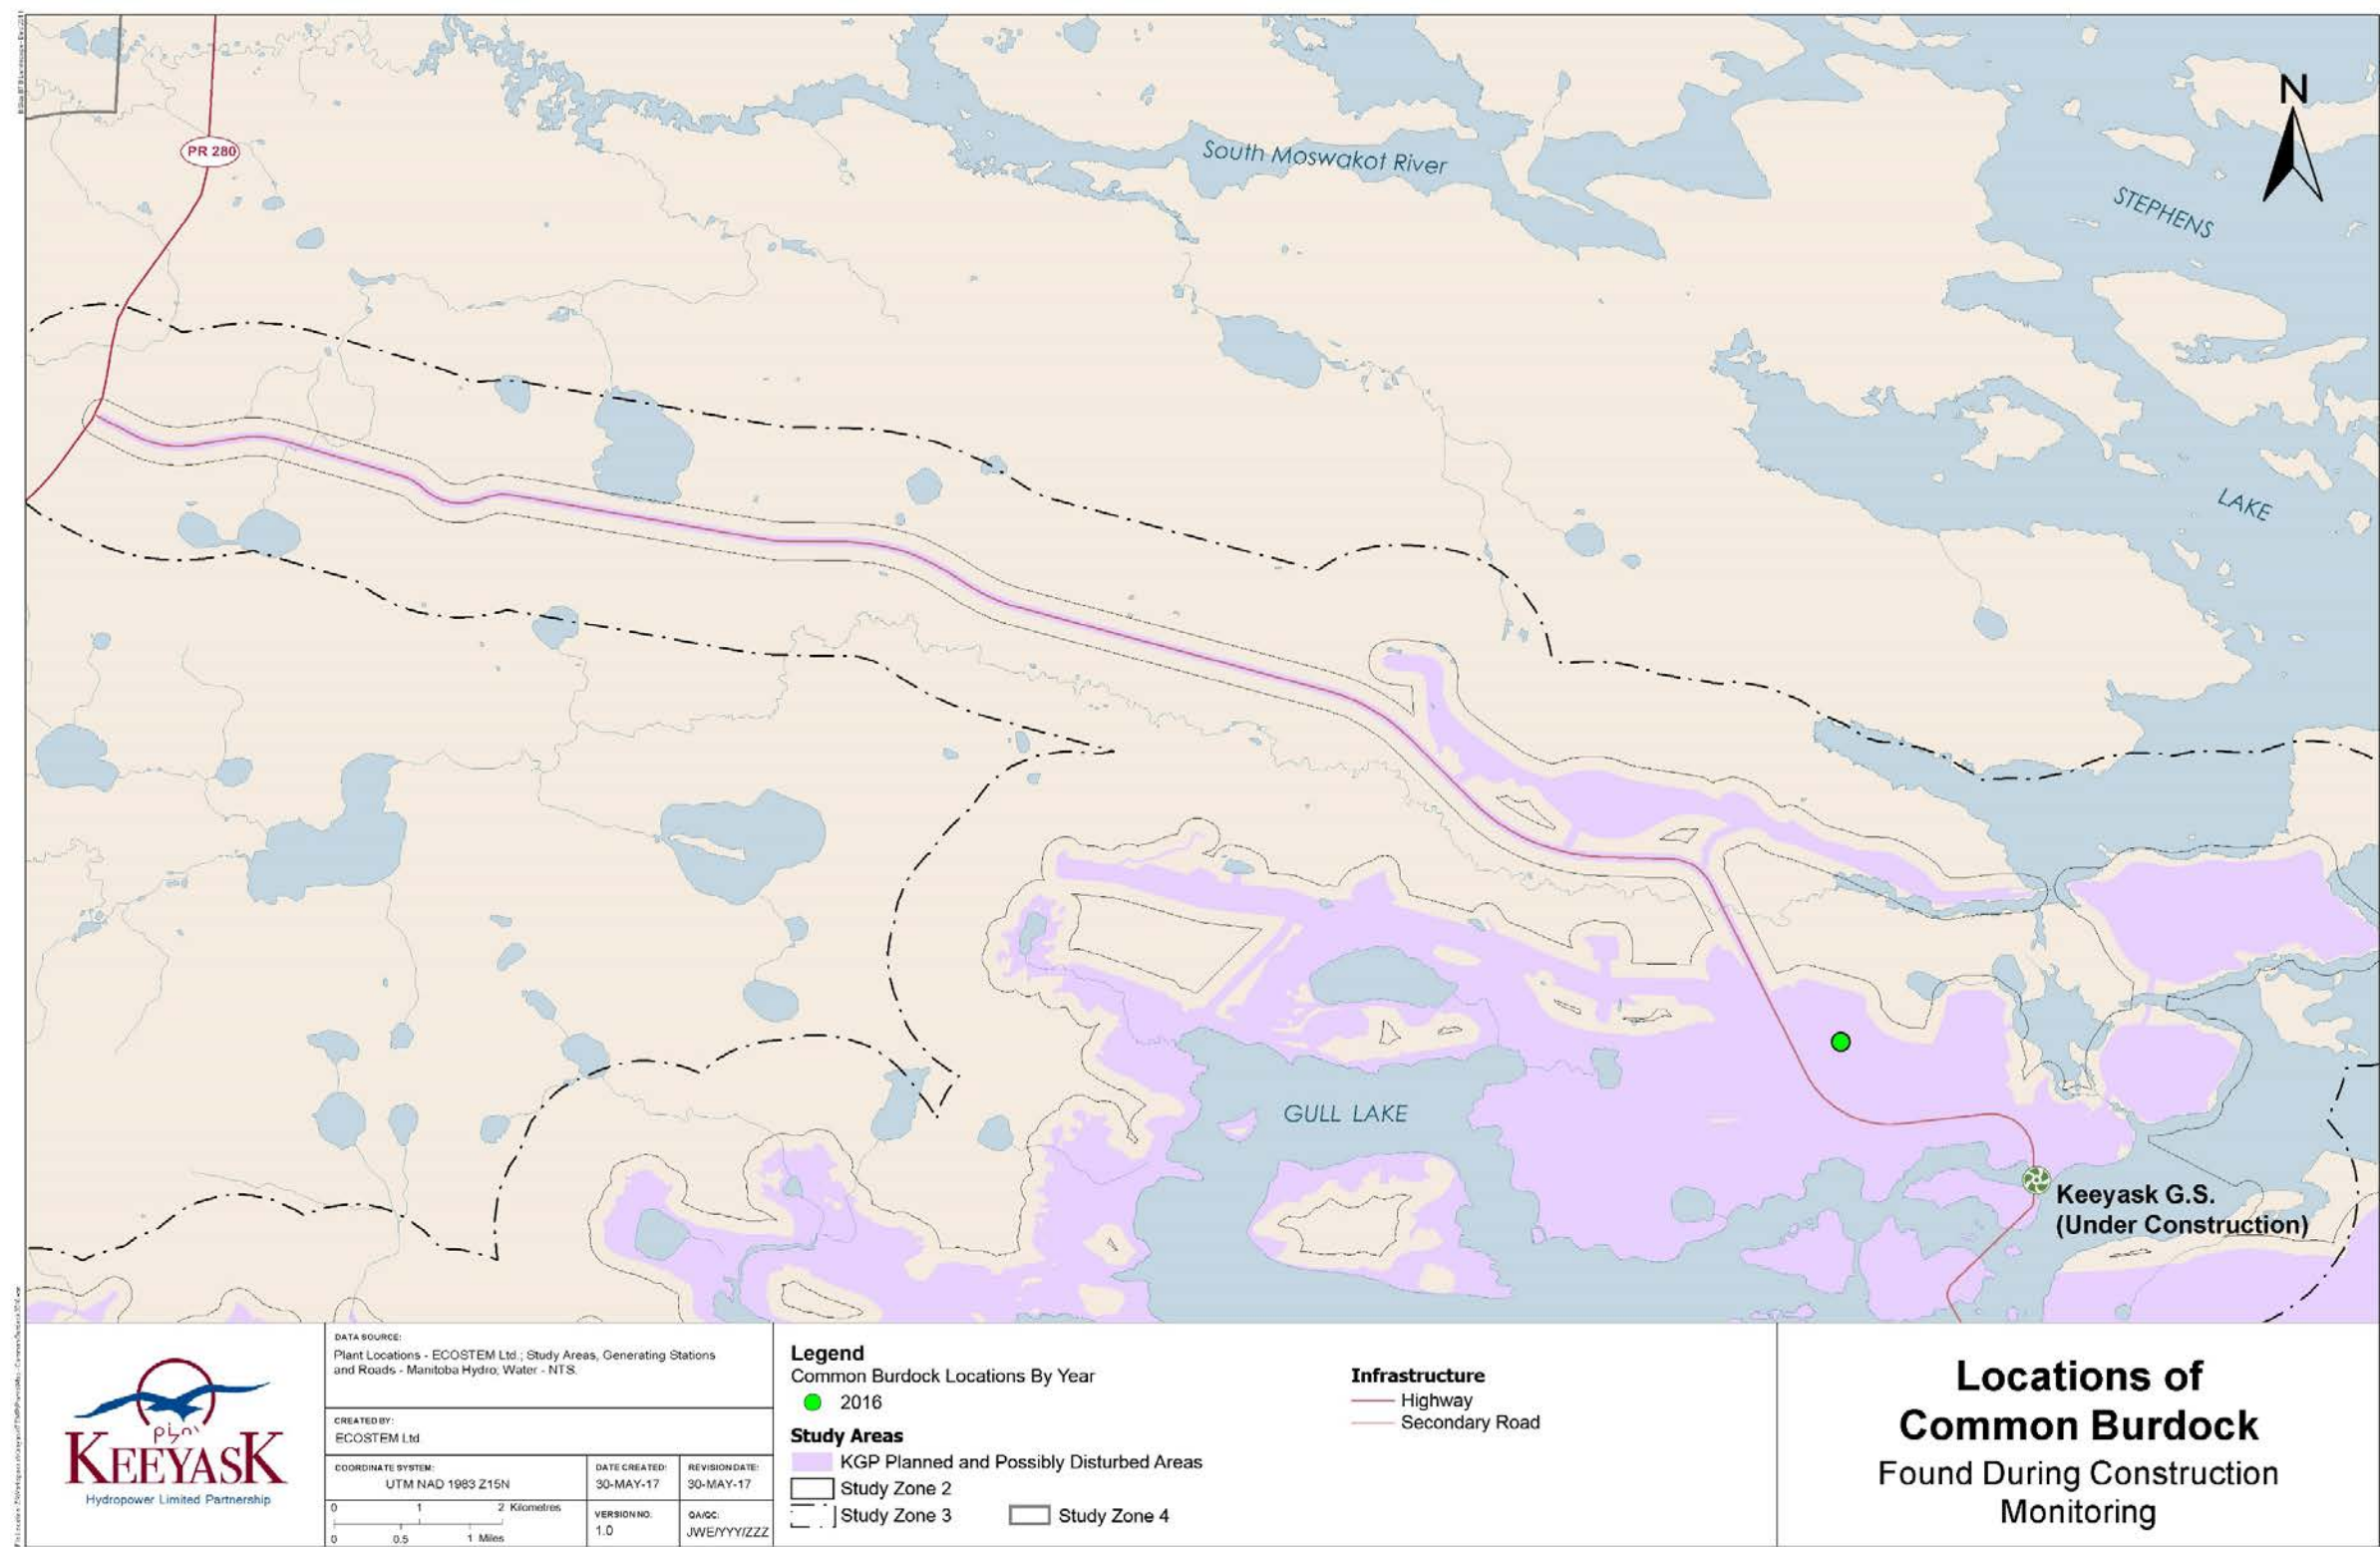 PR 280
South Moswakot River
N
STEPHENS
LAKE
GULL LAKE
Keeyask G.S.
(Under Construction)
KEEYASK
Hydropower Limited Partnership
DATA SOURCE:
Plant Locations - ECOSTEM Ltd.; Study Areas, Generating Stations
and Roads - Manitoba Hydro; Water - NTS.
CREATED BY:
ECOSTEM Ltd
COORDINATE SYSTEM:
UTM NAD 1983 Z15N
DATE CREATED:
30-MAY-17
REVISION DATE:
30-MAY-17
0 1 2 Kilometres
0 0.5 1 Miles
VERSION NO:
1.0
QA/QC:
JWE/YYY/ZZZ
Legend
Common Burdock Locations By Year
2016
Study Areas
KGP Planned and Possibly Disturbed Areas
Study Zone 2
Study Zone 3
Study Zone 4
Infrastructure
Highway
Secondary Road
Locations of
Common Burdock
Found During Construction
Monitoring